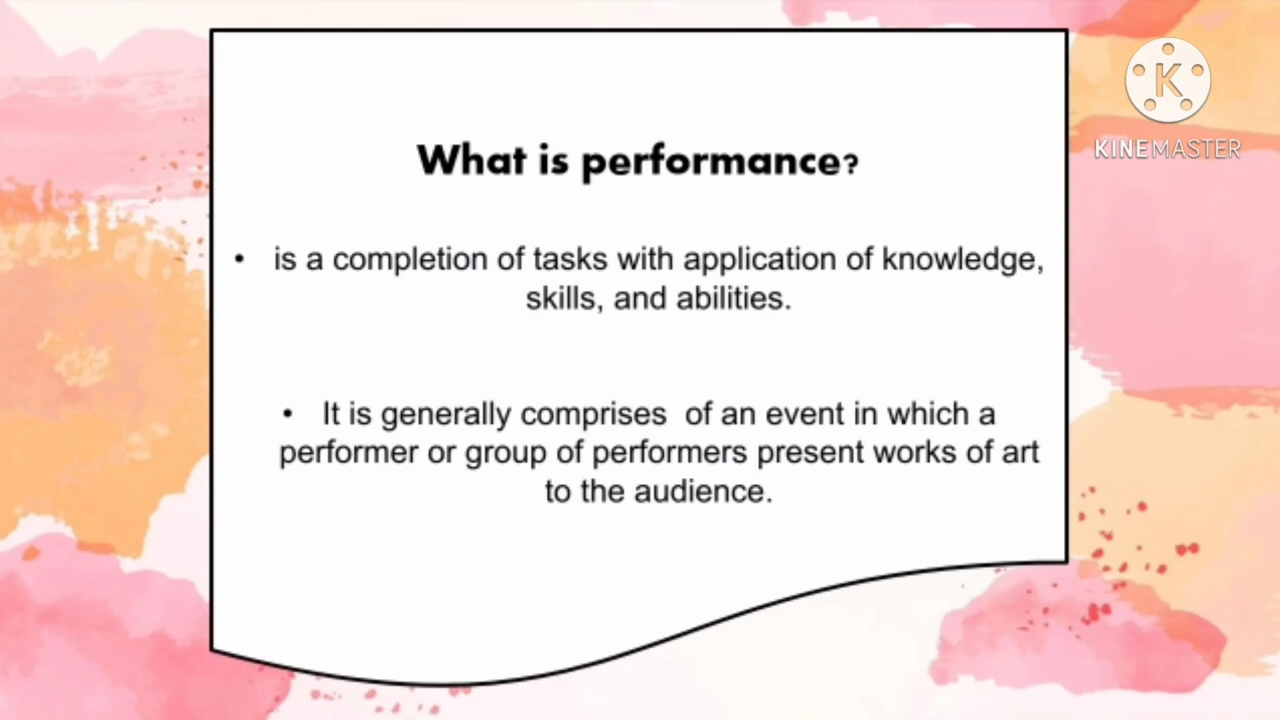 What is performance?
• is a completion of tasks with application of knowledge,
skills, and abilities.
• It is generally comprises of an event in which a
performer or group of performers present works of art
to the audience.
K
KINEMASTER